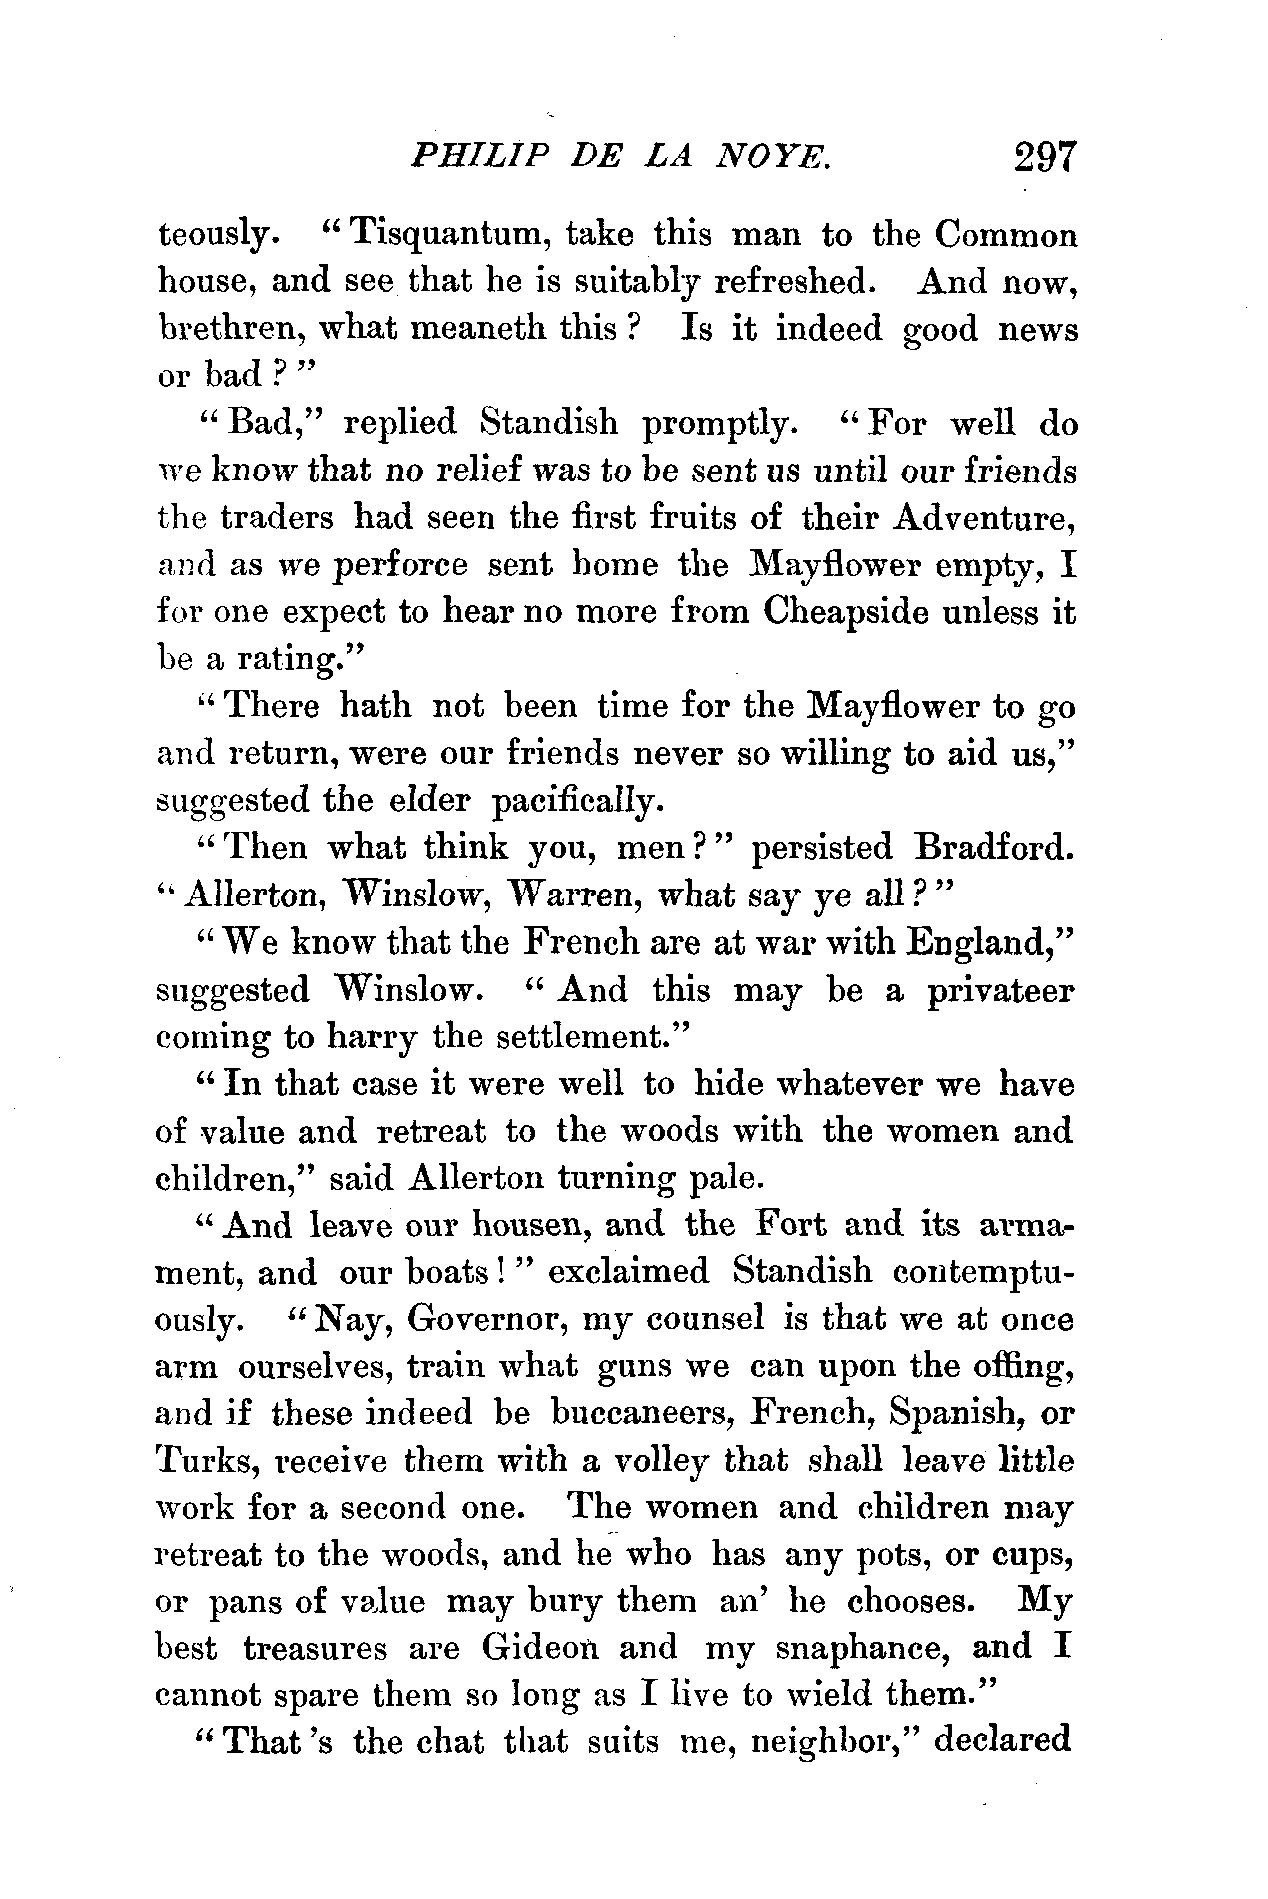 PHILIP DE LA NOYE. 297
teously. “Tisquantum, take this man to the Common
house, and see that he is suitably refreshed. And now,
brethren, what meaneth this? Is it indeed good news
or bad?”
“Bad,” replied Standish promptly. “For well do
we know that no relief was to be sent us until our friends
the traders had seen the first fruits of their Adventure,
and as we perforce sent home the Mayflower empty, I
for one expect to hear no more from Cheapside unless it
be a rating.”
“There hath not been time for the Mayflower to go
and return, were our friends never so willing to aid us,”
suggested the elder pacifically.
“Then what think you, men?” persisted Bradford.
“Allerton, Winslow, Warren, what say ye all?”
“We know that the French are at war with England,”
suggested Winslow. “And this may be a privateer
coming to harry the settlement.”
“In that case it were well to hide whatever we have
of value and retreat to the woods with the women and
children,” said Allerton turning pale.
“And leave our housen, and the Fort and its arma-
ment, and our boats!” exclaimed Standish contemptu-
ously. “Nay, Governor, my counsel is that we at once
arm ourselves, train what guns we can upon the offing,
and if these indeed be buccaneers, French, Spanish, or
Turks, receive them with a volley that shall leave little
work for a second one. The women and children may
retreat to the woods, and he who has any pots, or cups,
or pans of value may bury them an’ he chooses. My
best treasures are Gideon and my snaphance, and I
cannot spare them so long as I live to wield them.”
“That’s the chat that suits me, neighbor,” declared